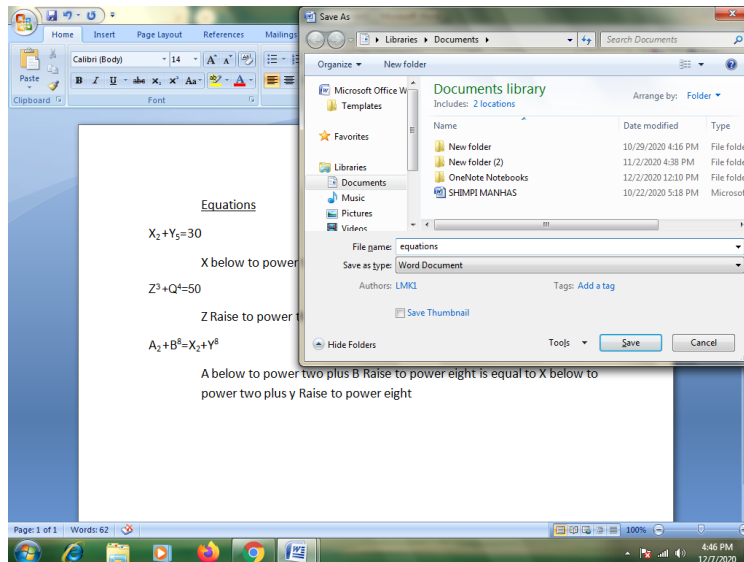 Save As
Home Insert Page Layout References Mailings
Libraries Documents Search Documents
Calibri (Body) 14 A A
Organize New folder
Paste B I U abe X₂ X² Aa A
Clipboard Font
Microsoft Office W
Templates
Favorites
Libraries
Documents
Music
Pictures
Videos
Documents library
Includes: 2 locations
Arrange by: Folder
Name Date modified Type
New folder 10/29/2020 4:16 PM File folde
New folder (2) 11/2/2020 4:38 PM File folde
OneNote Notebooks 12/2/2020 12:10 PM File folde
SHIMPI MANHAS 10/22/2020 5:18 PM Microsof
File name: equations
Save as type: Word Document
Authors: LMK1 Tags: Add a tag
Save Thumbnail
Hide Folders Tools Save Cancel
Equations
X₂+Y₅=30
X below to power
Z³+Q⁴=50
Z Raise to power t
A₂+B⁸=X₂+Y⁸
A below to power two plus B Raise to power eight is equal to X below to
power two plus y Raise to power eight
Page: 1 of 1 Words: 62 100%
4:46 PM
12/7/2020